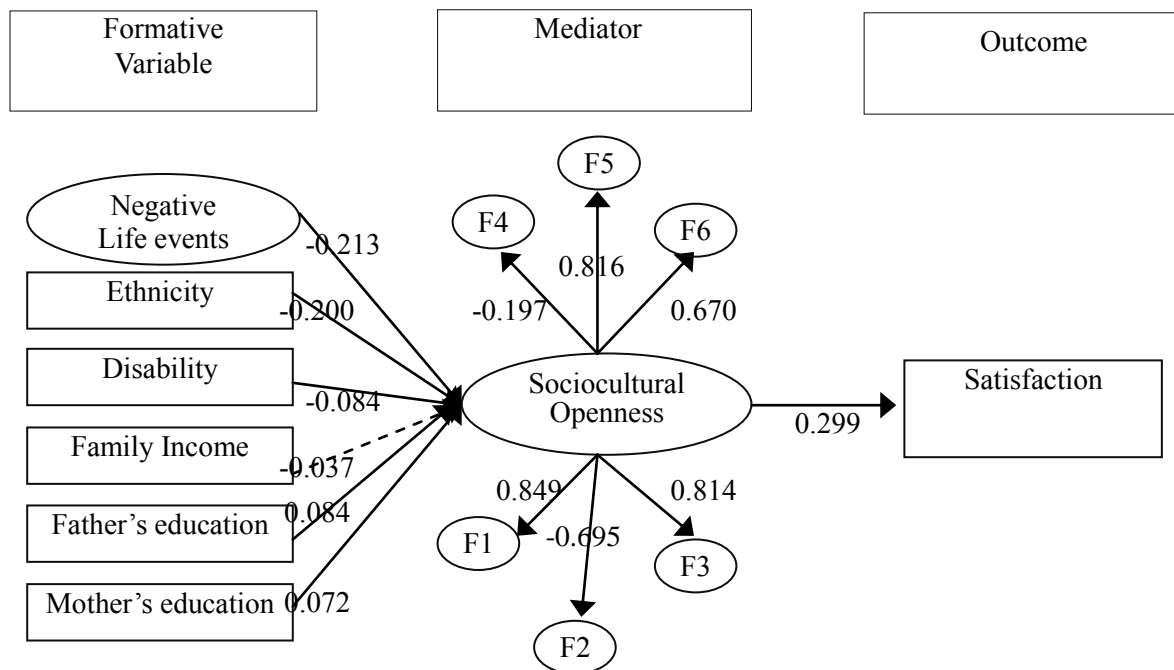 Formative
Variable
Mediator
Outcome
Negative
Life events
Ethnicity
Disability
Family Income
Father’s education
Mother’s education
-0.213
-0.200
-0.084
-0.037
0.084
0.072
F5
F4
F6
0.816
-0.197
0.670
Sociocultural
Openness
0.299
Satisfaction
0.849
0.814
-0.695
F1
F3
F2